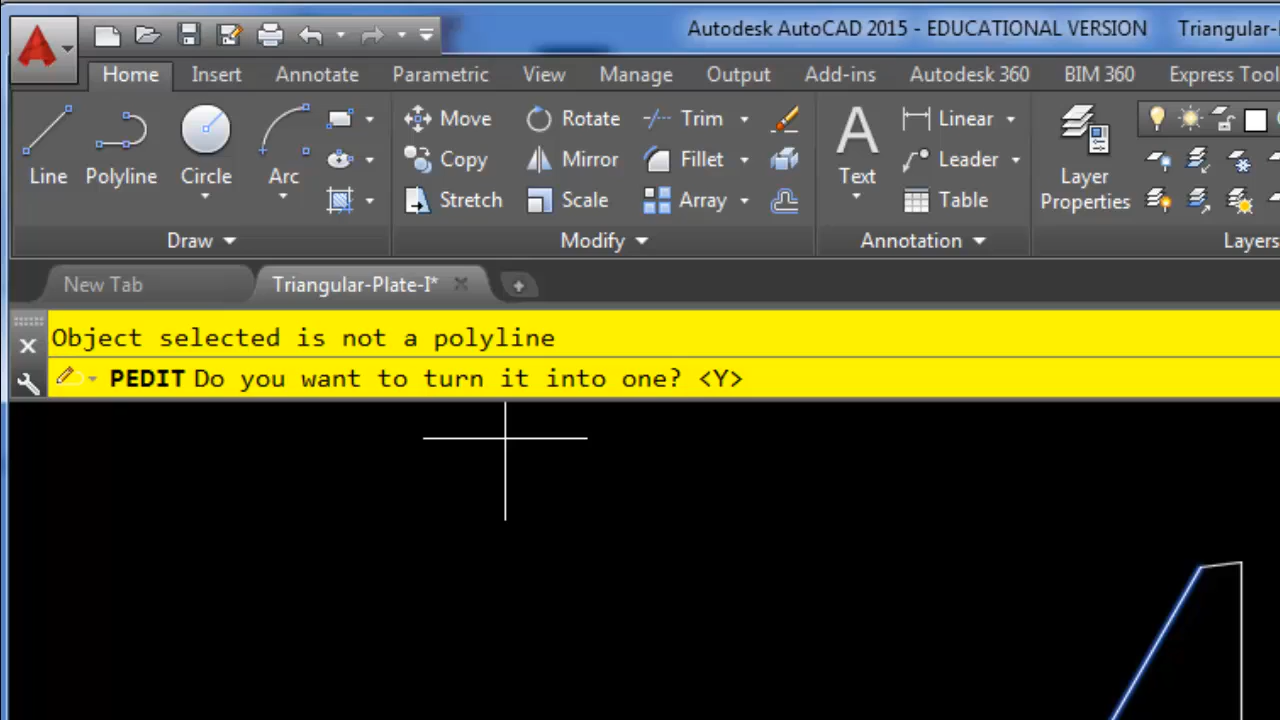 Autodesk AutoCAD 2015 - EDUCATIONAL VERSION Triangular-
Home Insert Annotate Parametric View Manage Output Add-ins Autodesk 360 BIM 360 Express Tool
Line Polyline Circle Arc
Move Rotate Trim
Copy Mirror Fillet
Stretch Scale Array
Text Linear
Leader
Table
Layer
Properties
Draw Modify Annotation Layers
New Tab Triangular-Plate-I*
Object selected is not a polyline
PEDIT Do you want to turn it into one? <Y>